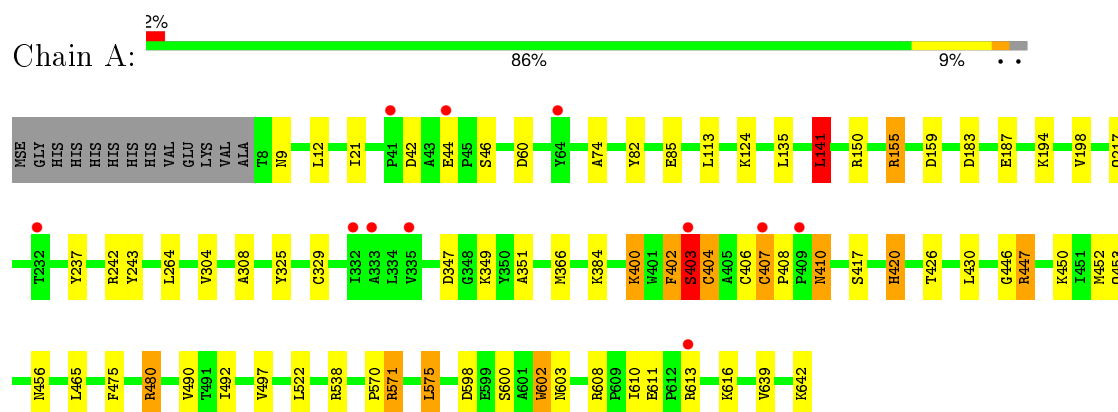 2%
Chain A:
86% 9% • •
MSE GLY HIS HIS HIS HIS HIS HIS VAL GLU LYS VAL ALA T8 N9 L12 I21 P41 D42 A43 E44 P45 S46 D60 Y64 A74 Y82 E85 L113 K124 L135 L141 R150 R155 D159 D183 E187 K194 V198
T232 Y237 R242 Y243 L264 V304 A308 Y325 C329 I332 A333 L334 V335 D347 G348 K349 Y350 A351 M366 K384 K400 W401 F402 S403 C404 A405 C406 C407 P408 P409 N410 S417 H420 T426 L430 G446 R447 K450 I451 M452
N456 L465 F475 R480 V490 T491 I492 V497 L522 R538 P570 R571 L575 D598 E599 S600 A601 W602 N603 R608 P609 I610 E611 P612 R613 K616 V639 K642